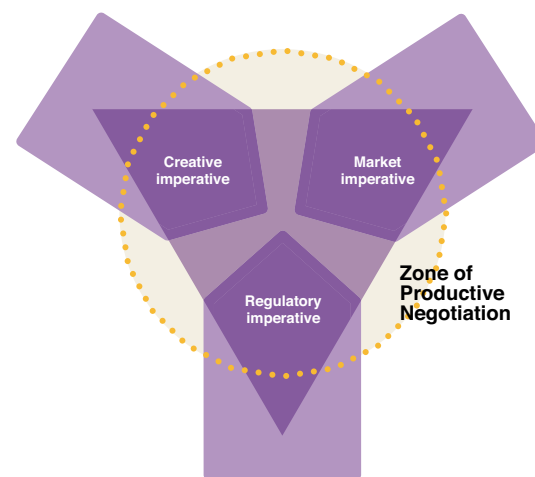 Creative
imperative
Market
imperative
Zone of
Productive
Negotiation
Regulatory
imperative